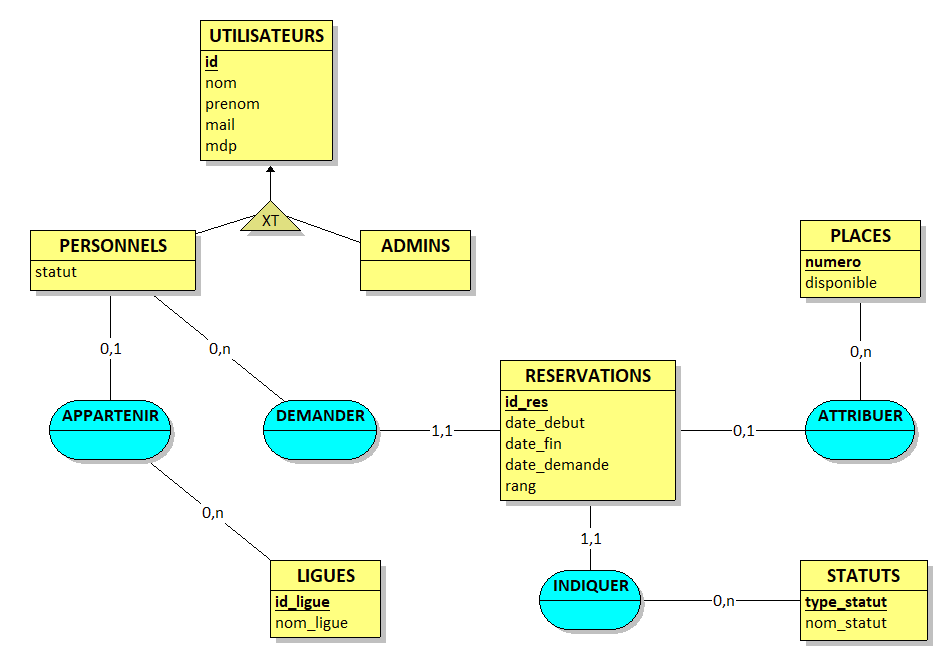 UTILISATEURS
id
nom
prenom
mail
mdp
XT
PERSONNELS
statut
ADMINS
PLACES
numero
disponible
0,1
0,n
0,n
RESERVATIONS
id_res
date_debut
date_fin
date_demande
rang
APPARTENIR
DEMANDER
1,1
0,1
ATTRIBUER
0,n
1,1
LIGUES
id_ligue
nom_ligue
INDIQUER
0,n
STATUTS
type_statut
nom_statut